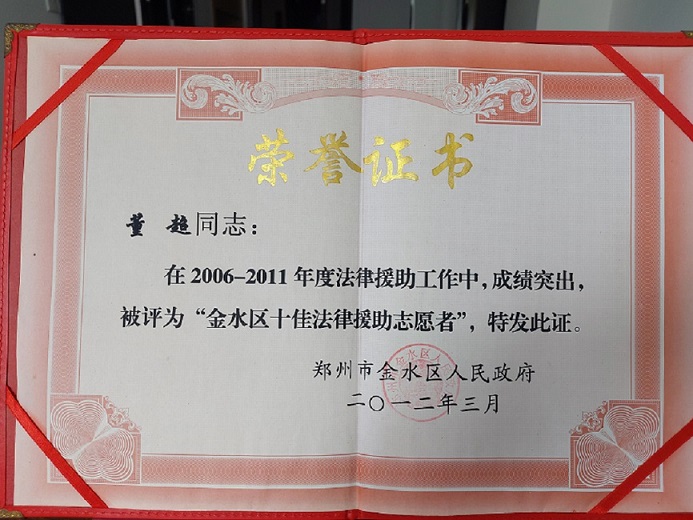 荣誉证书
董 超同志：
在2006-2011年度法律援助工作中，成绩突出，
被评为“金水区十佳法律援助志愿者”，特发此证。
郑州市金水区人民政府
二〇一二年三月